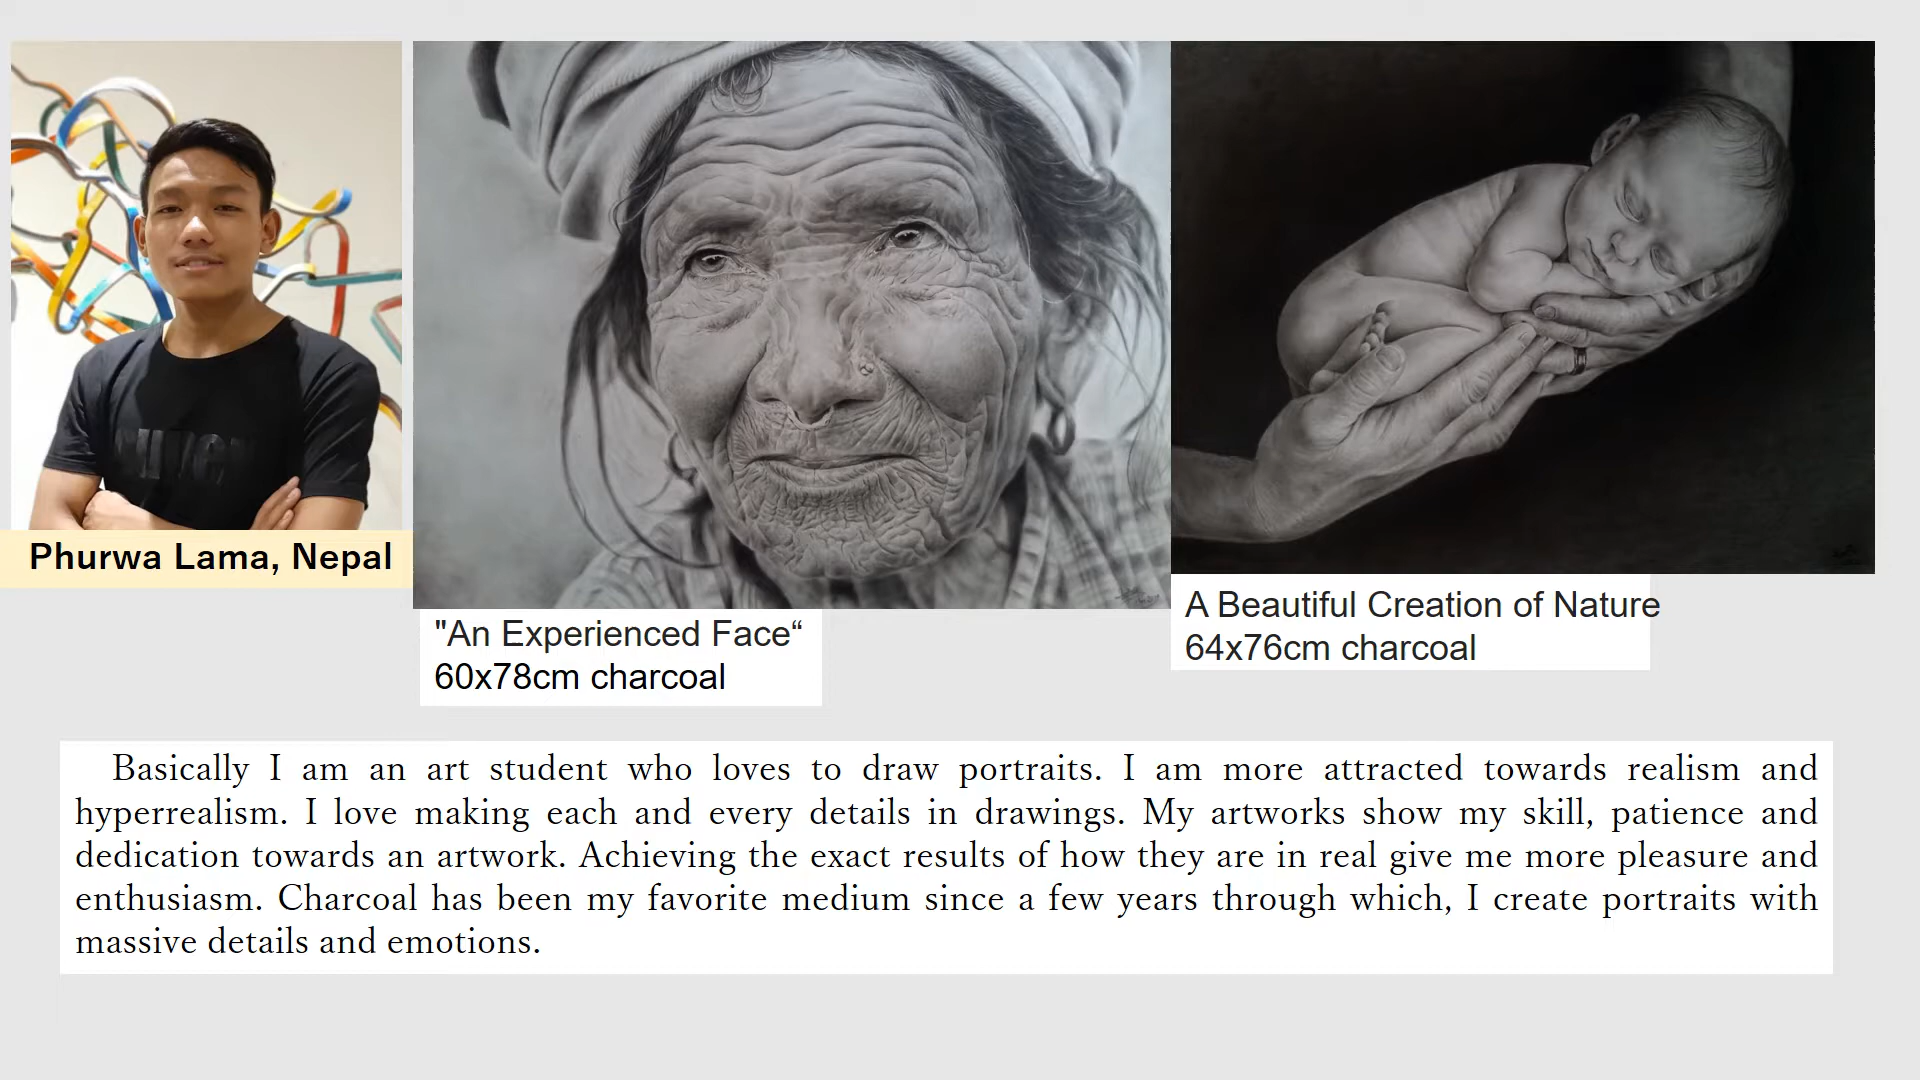 Phurwa Lama, Nepal
"An Experienced Face“
60x78cm charcoal
A Beautiful Creation of Nature
64x76cm charcoal
Basically I am an art student who loves to draw portraits. I am more attracted towards realism and
hyperrealism. I love making each and every details in drawings. My artworks show my skill, patience and
dedication towards an artwork. Achieving the exact results of how they are in real give me more pleasure and
enthusiasm. Charcoal has been my favorite medium since a few years through which, I create portraits with
massive details and emotions.